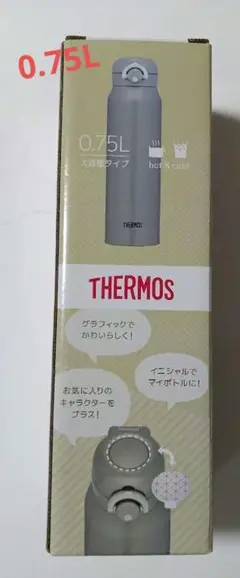 0.75L
0.75L
大容量タイプ
hot & cold
THERMOS
THERMOS
グラフィックで
かわいらしく!
イニシャルで
マイボトルに!
お気に入りの
キャラクターを
プラス!